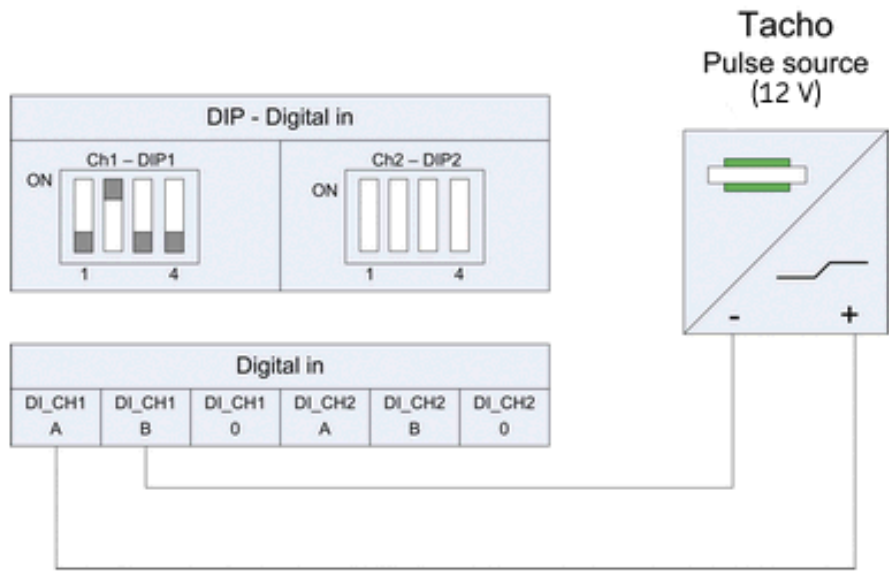 Tacho
Pulse source
(12 V)
DIP - Digital in
Ch1 – DIP1
Ch2 – DIP2
ON
ON
1 4
1 4
- +
Digital in
DI_CH1 DI_CH1 DI_CH1 DI_CH2 DI_CH2 DI_CH2
A B 0 A B 0